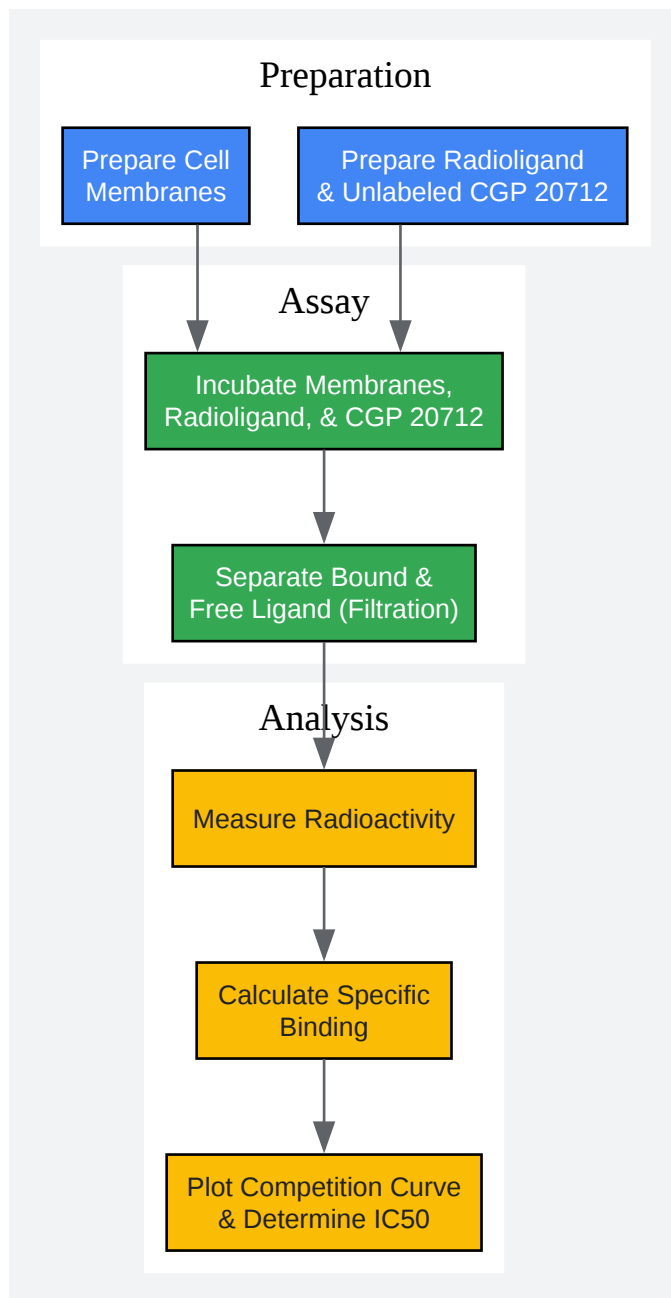 Preparation
Prepare Cell
Membranes
Prepare Radioligand
& Unlabeled CGP 20712
Assay
Incubate Membranes,
Radioligand, & CGP 20712
Separate Bound &
Free Ligand (Filtration)
Analysis
Measure Radioactivity
Calculate Specific
Binding
Plot Competition Curve
& Determine IC50